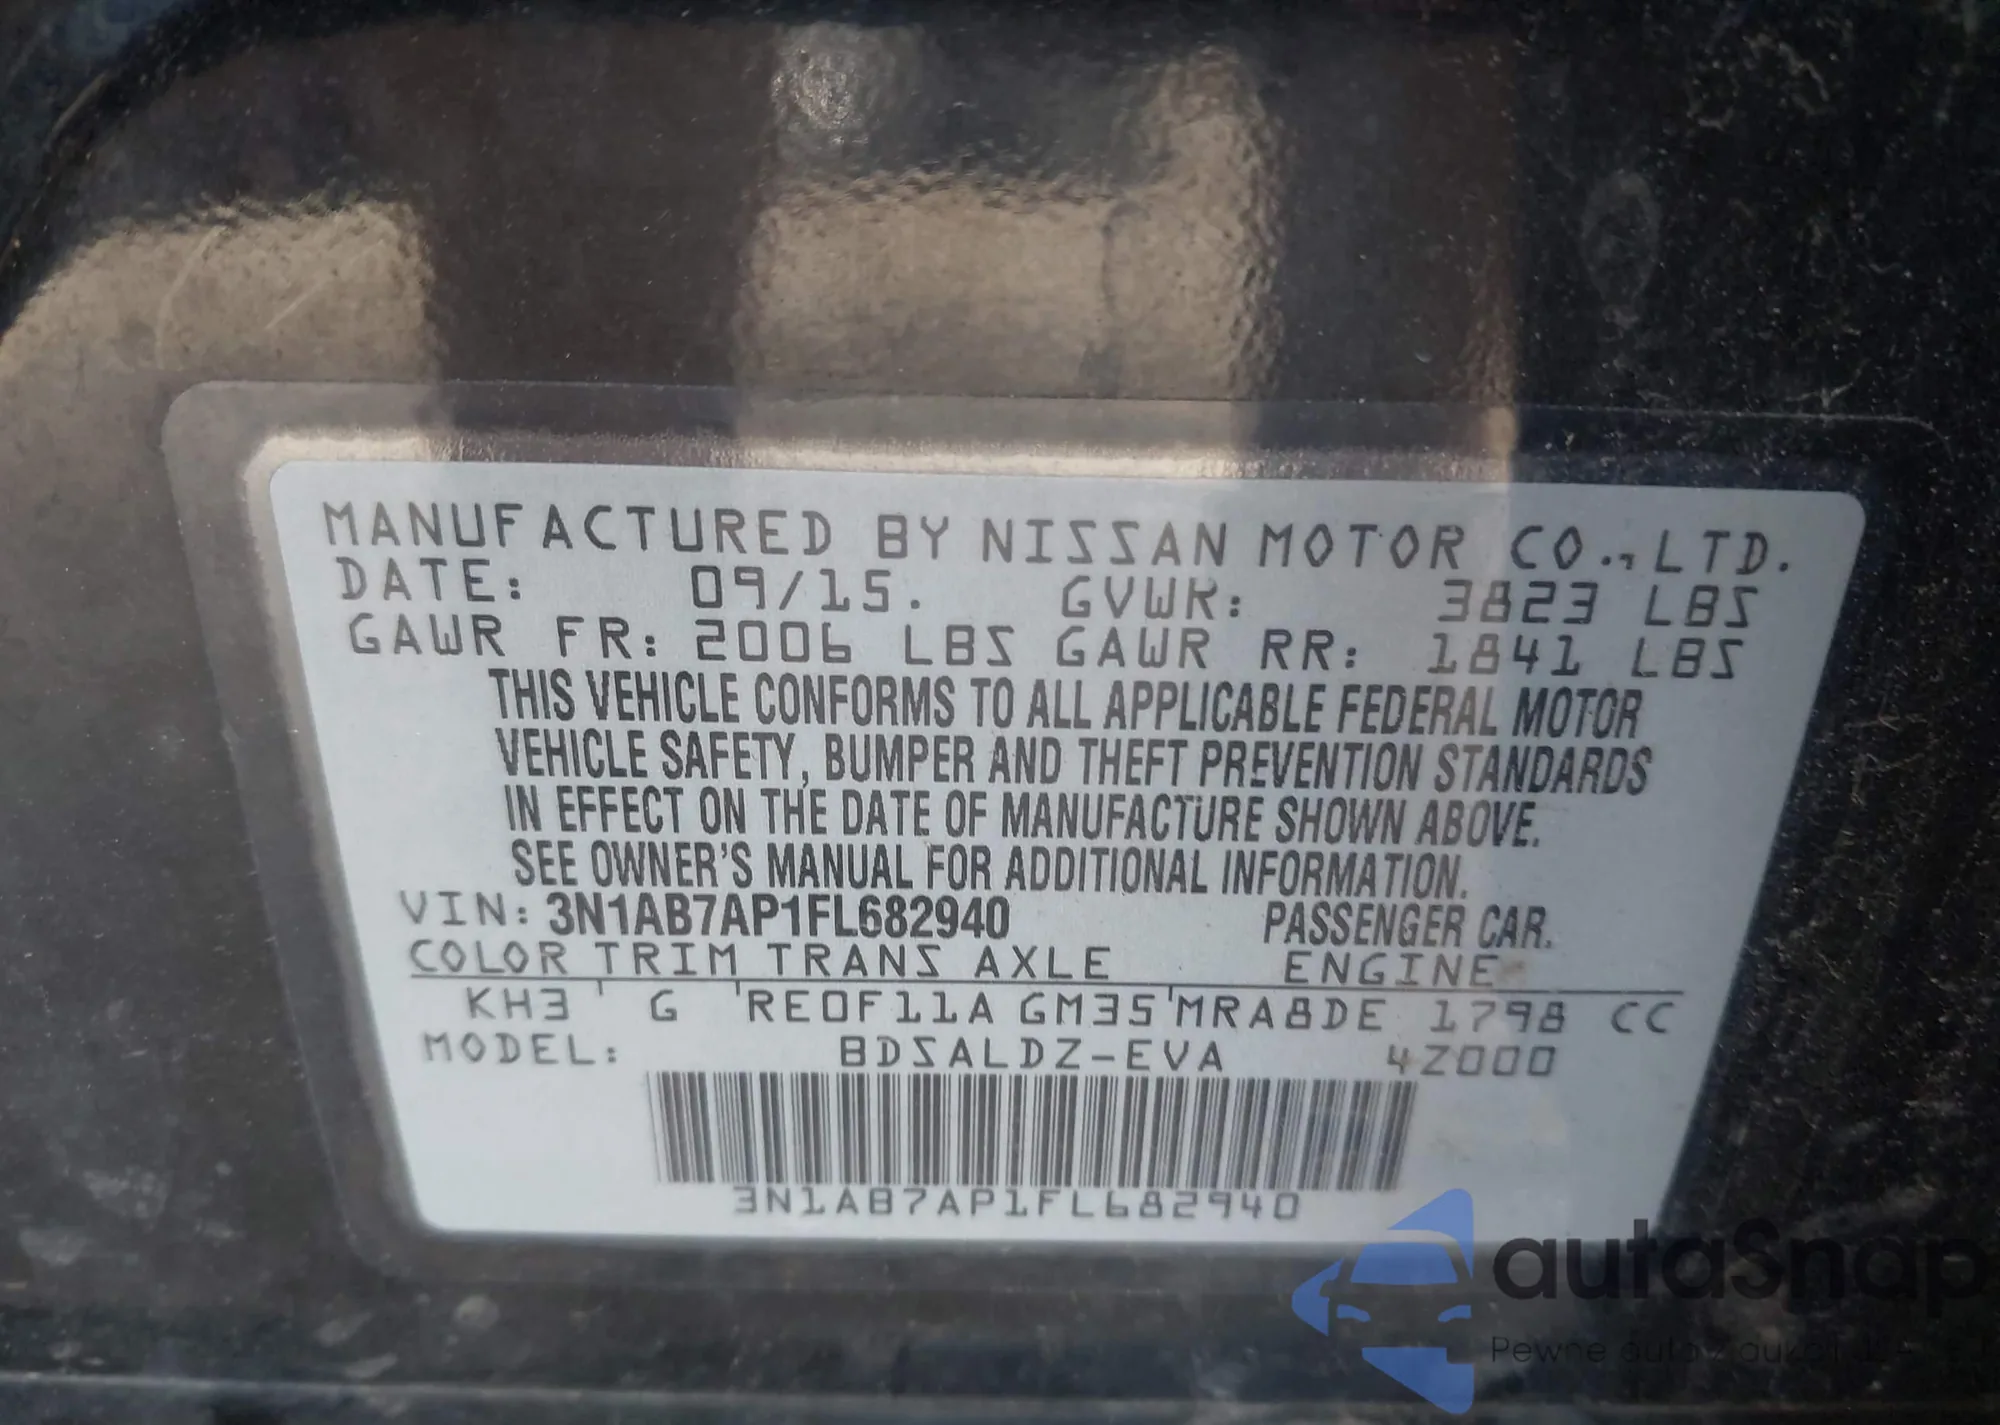 MANUFACTURED BY NISSAN MOTOR CO., LTD.
DATE: 09/15. GVWR: 3823 LBS
GAWR FR: 2006 LBS GAWR RR: 1841 LBS
THIS VEHICLE CONFORMS TO ALL APPLICABLE FEDERAL MOTOR
VEHICLE SAFETY, BUMPER AND THEFT PREVENTION STANDARDS
IN EFFECT ON THE DATE OF MANUFACTURE SHOWN ABOVE.
SEE OWNER'S MANUAL FOR ADDITIONAL INFORMATION.
VIN: 3N1AB7AP1FL682940 PASSENGER CAR.
COLOR TRIM TRANS AXLE ENGINE
KH3 ' G 'RE0F11A GM35'MRA8DE 1798 CC
MODEL: BDSALDZ-EVA 4Z000
3N1AB7AP1FL682940
autaSnap
Pewne auta z